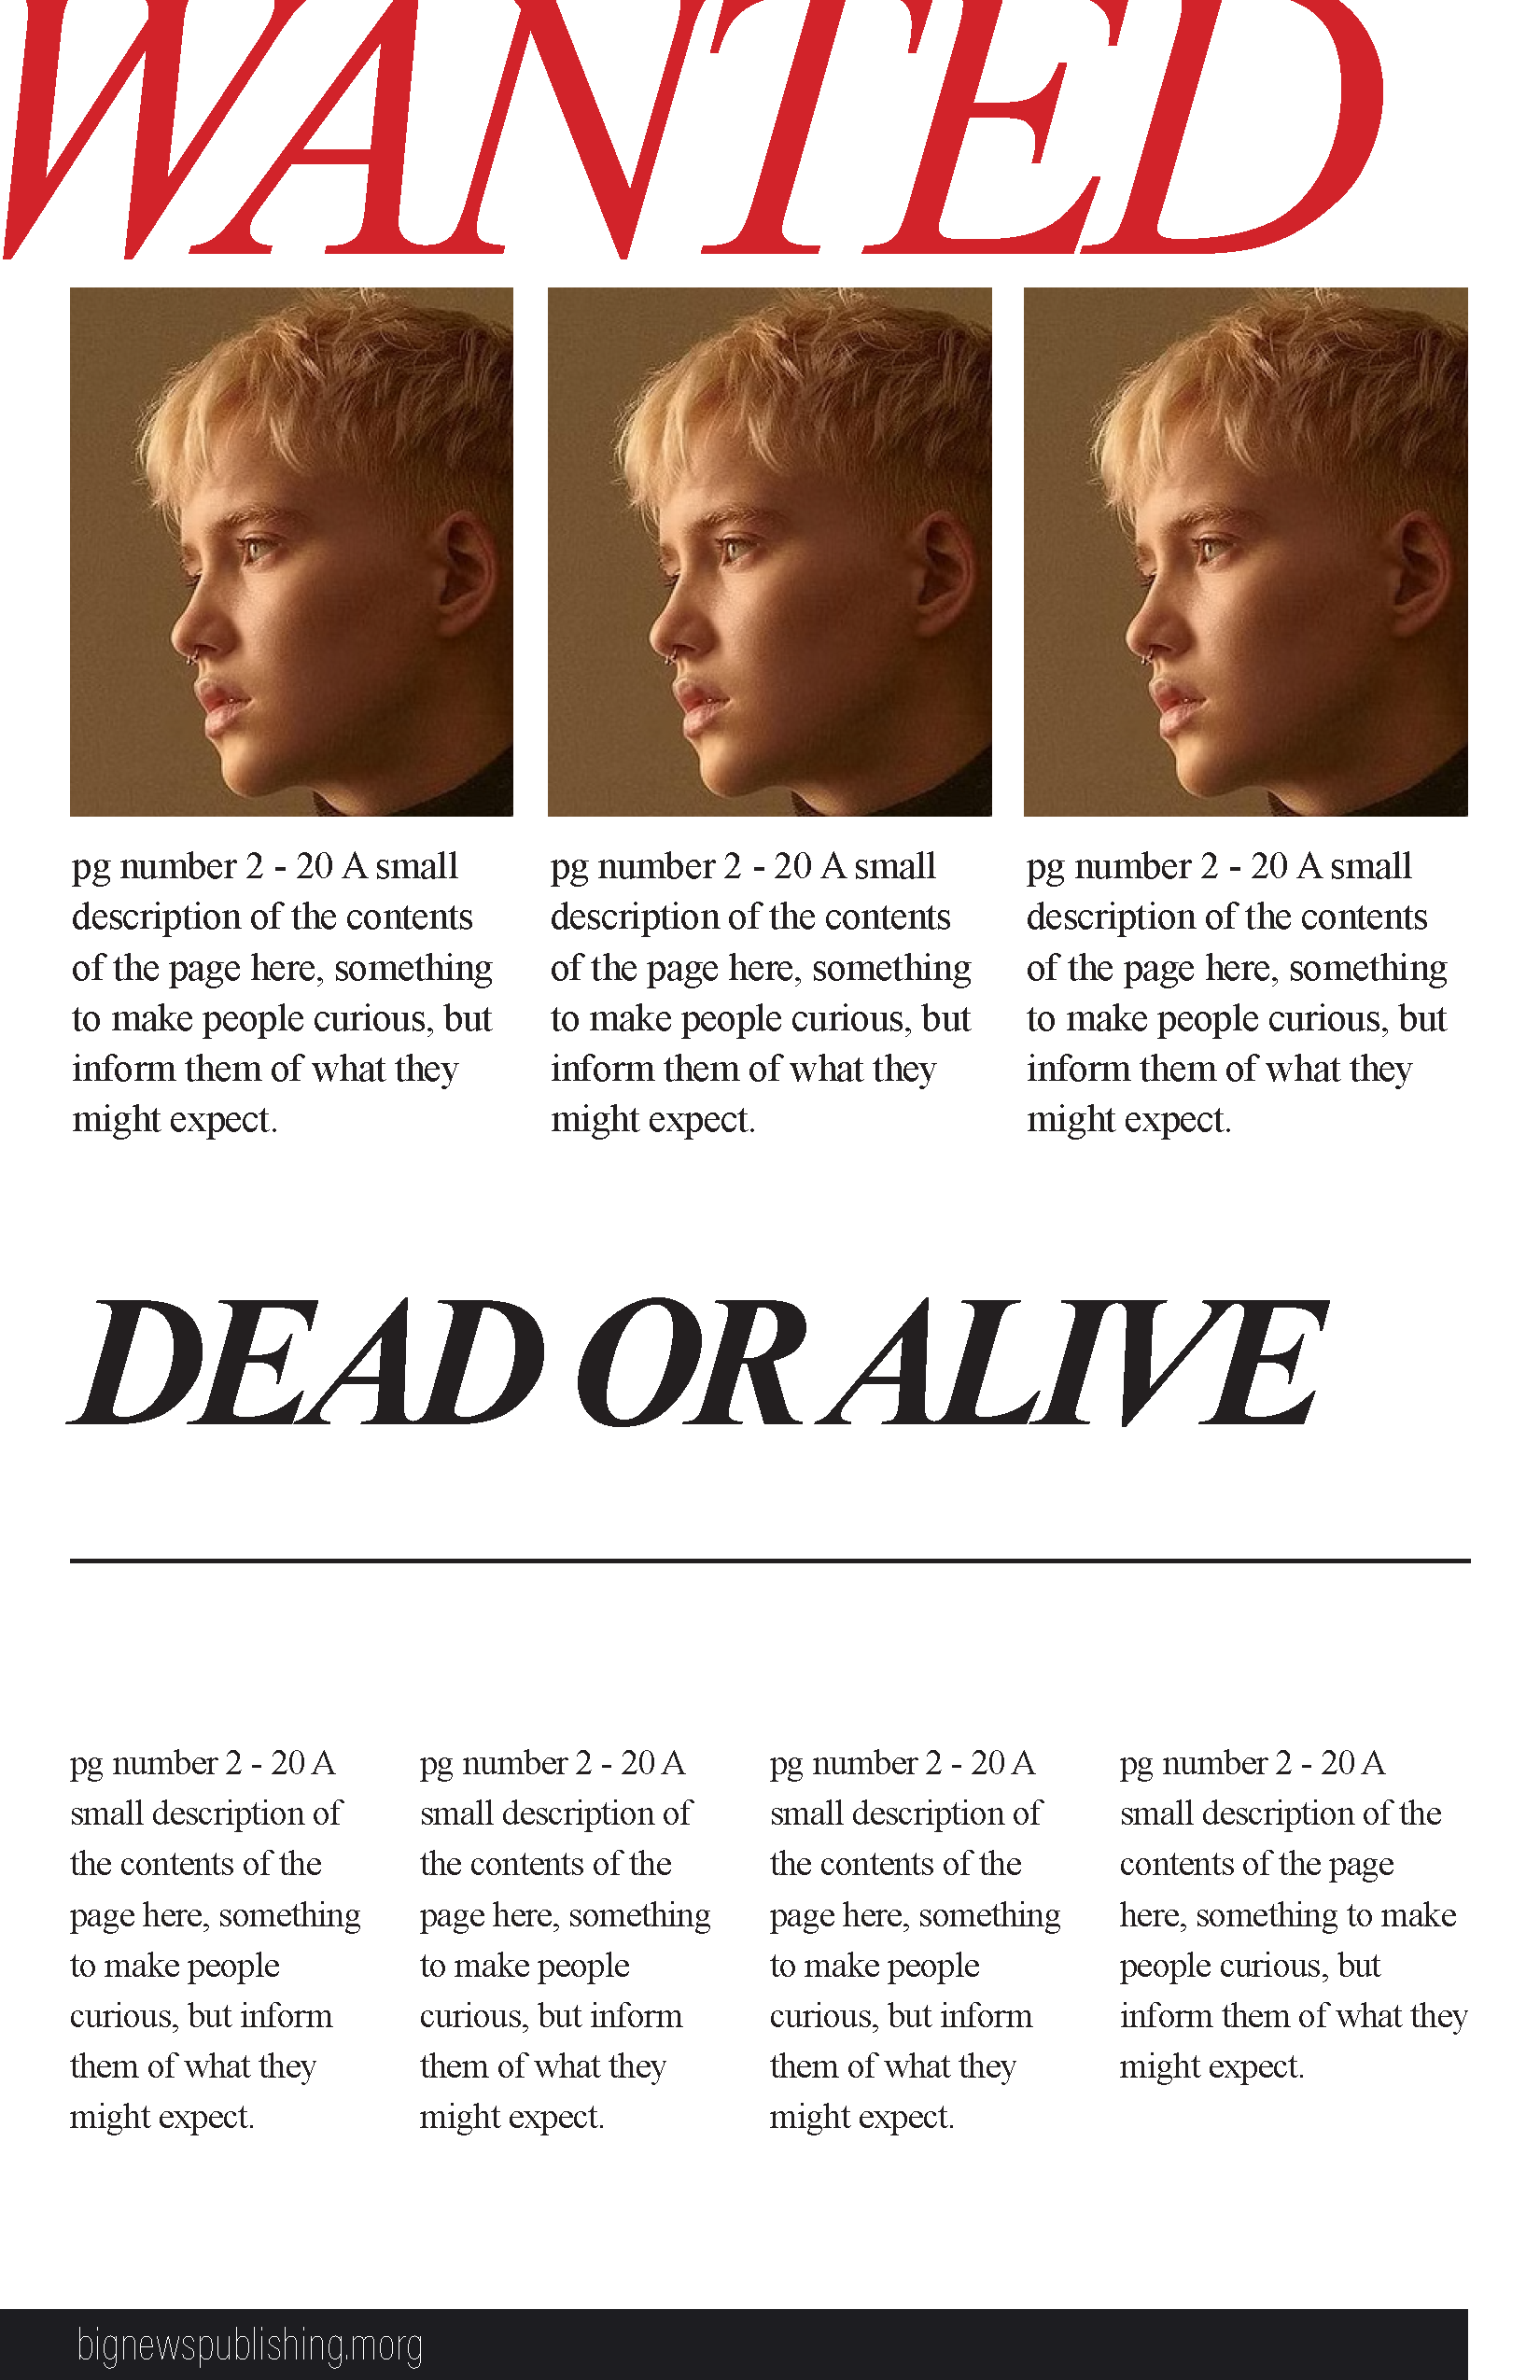 WANTED
pg number 2 - 20 A small
description of the contents
of the page here, something
to make people curious, but
inform them of what they
might expect.
pg number 2 - 20 A small
description of the contents
of the page here, something
to make people curious, but
inform them of what they
might expect.
pg number 2 - 20 A small
description of the contents
of the page here, something
to make people curious, but
inform them of what they
might expect.
DEAD OR ALIVE
pg number 2 - 20 A
small description of
the contents of the
page here, something
to make people
curious, but inform
them of what they
might expect.
pg number 2 - 20 A
small description of
the contents of the
page here, something
to make people
curious, but inform
them of what they
might expect.
pg number 2 - 20 A
small description of
the contents of the
page here, something
to make people
curious, but inform
them of what they
might expect.
pg number 2 - 20 A
small description of the
contents of the page
here, something to make
people curious, but
inform them of what they
might expect.
bignewspublishing.morg